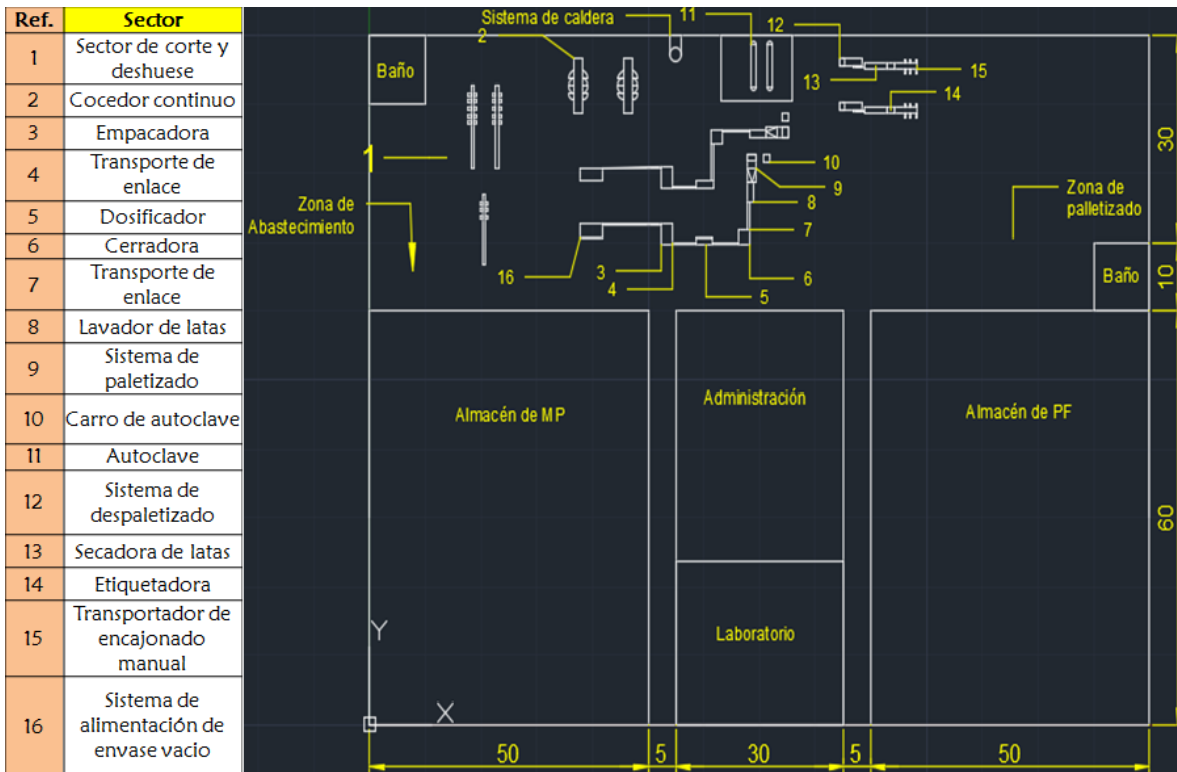 Ref. Sector
1 Sector de corte y
deshuese
2 Cocedor continuo
3 Empacadora
4 Transporte de
enlace
5 Dosificador
6 Cerradora
7 Transporte de
enlace
8 Lavador de latas
9 Sistema de
paletizado
10 Carro de autoclave
11 Autoclave
12 Sistema de
despaletizado
13 Secadora de latas
14 Etiquetadora
15 Transportador de
encajonado
manual
16 Sistema de
alimentación de
envase vacio
Sistema de caldera
11
12
2
Baño
13
15
14
1
30
10
9
8
Zona de
Abastecimiento
Zona de
palletizado
7
16
3
4
6
5
Baño
10
Almacén de MP
Administración
Almacén de PF
60
Laboratorio
Y
X
50
5
30
5
50